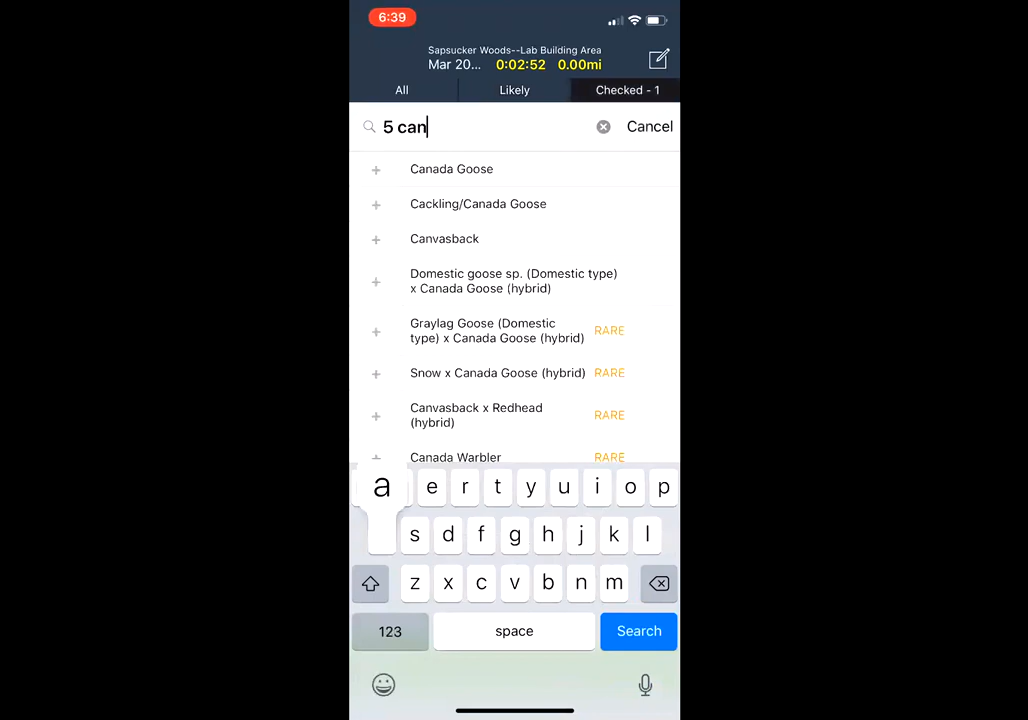 6:39
Sapsucker Woods--Lab Building Area
Mar 20... 0:02:52 0.00mi
All Likely Checked - 1
5 can Cancel
+ Canada Goose
+ Cackling/Canada Goose
+ Canvasback
+ Domestic goose sp. (Domestic type)
x Canada Goose (hybrid)
+ Graylag Goose (Domestic
type) x Canada Goose (hybrid) RARE
+ Snow x Canada Goose (hybrid) RARE
+ Canvasback x Redhead
(hybrid) RARE
+ Canada Warbler RARE
a e r t y u i o p
s d f g h j k l
z x c v b n m
123 space Search